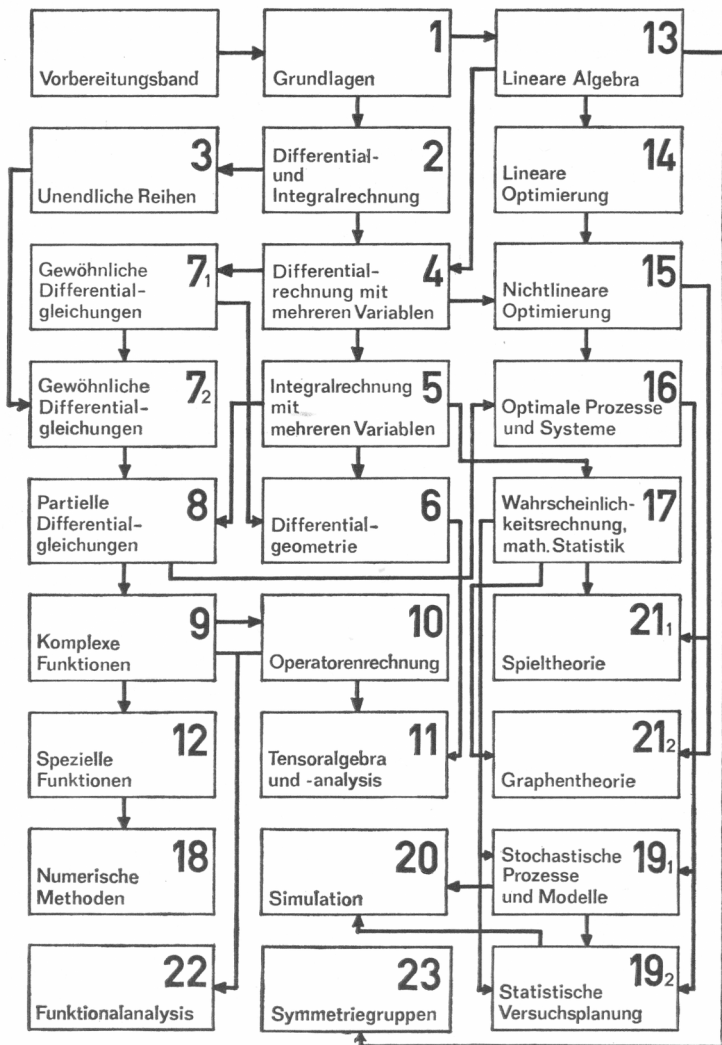 Vorbereitungsband
1
Grundlagen
13
Lineare Algebra
3
Unendliche Reihen
2
Differential-
und
Integralrechnung
14
Lineare
Optimierung
7₁
Gewöhnliche
Differential-
gleichungen
4
Differential-
rechnung mit
mehreren Variablen
15
Nichtlineare
Optimierung
7₂
Gewöhnliche
Differential-
gleichungen
5
Integralrechnung
mit
mehreren Variablen
16
Optimale Prozesse
und Systeme
8
Partielle
Differential-
gleichungen
6
Differential-
geometrie
17
Wahrscheinlich-
keitsrechnung,
math. Statistik
9
Komplexe
Funktionen
10
Operatorenrechnung
21₁
Spieltheorie
12
Spezielle
Funktionen
11
Tensoralgebra
und -analysis
21₂
Graphentheorie
18
Numerische
Methoden
20
Simulation
19₁
Stochastische
Prozesse
und Modelle
22
Funktionalanalysis
23
Symmetriegruppen
19₂
Statistische
Versuchsplanung